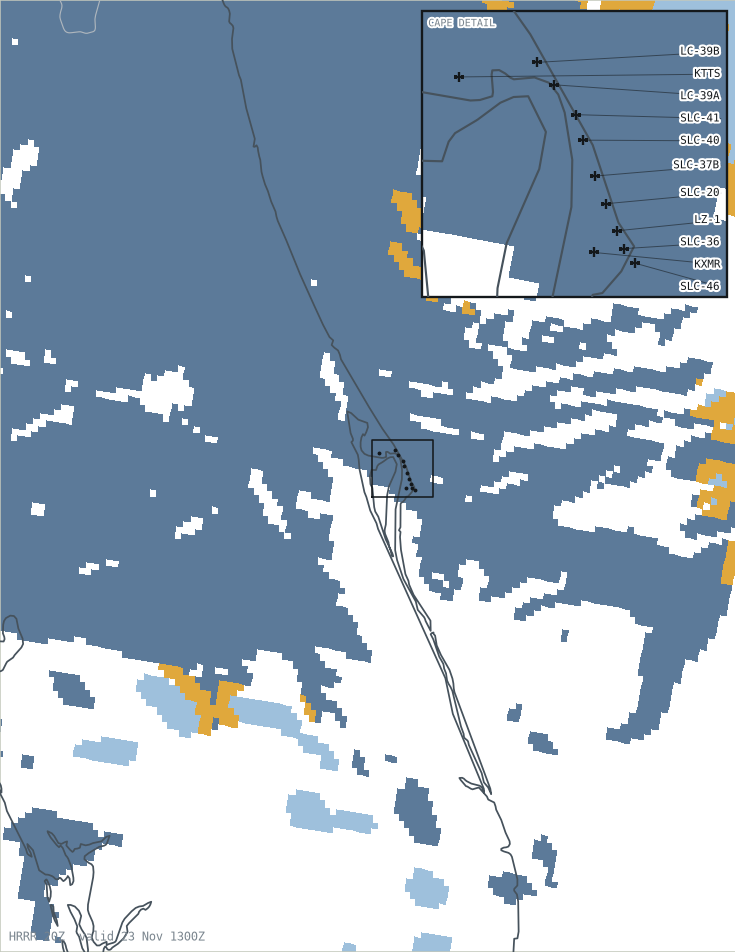 CAPE DETAIL
LC-39B
KTTS
LC-39A
SLC-41
SLC-40
SLC-37B
SLC-20
LZ-1
SLC-36
KXMR
SLC-46
valid 23 Nov 1300Z